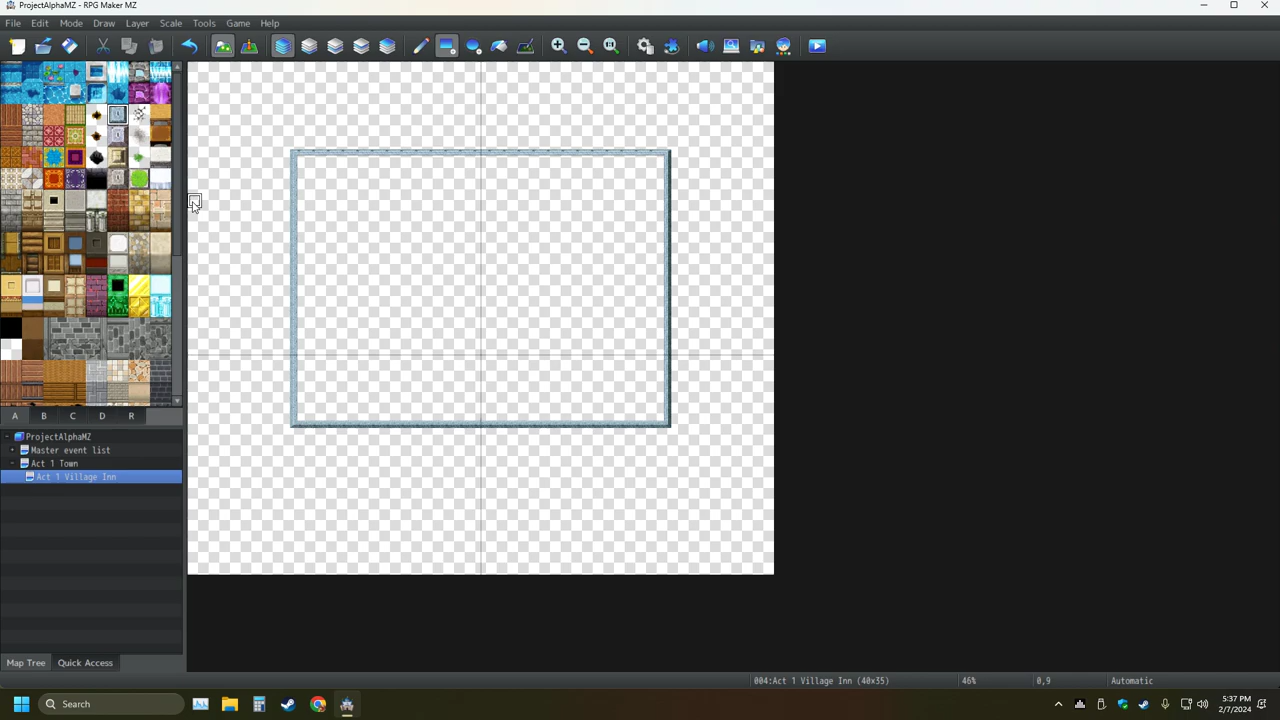 ProjectAlphaMZ - RPG Maker MZ
File Edit Mode Draw Layer Scale Tools Game Help
A B C D R
ProjectAlphaMZ
Master event list
Act 1 Town
Act 1 Village Inn
Map Tree Quick Access
004:Act 1 Village Inn (40x35) 46% 0,9 Automatic
Search
5:37 PM
2/7/2024